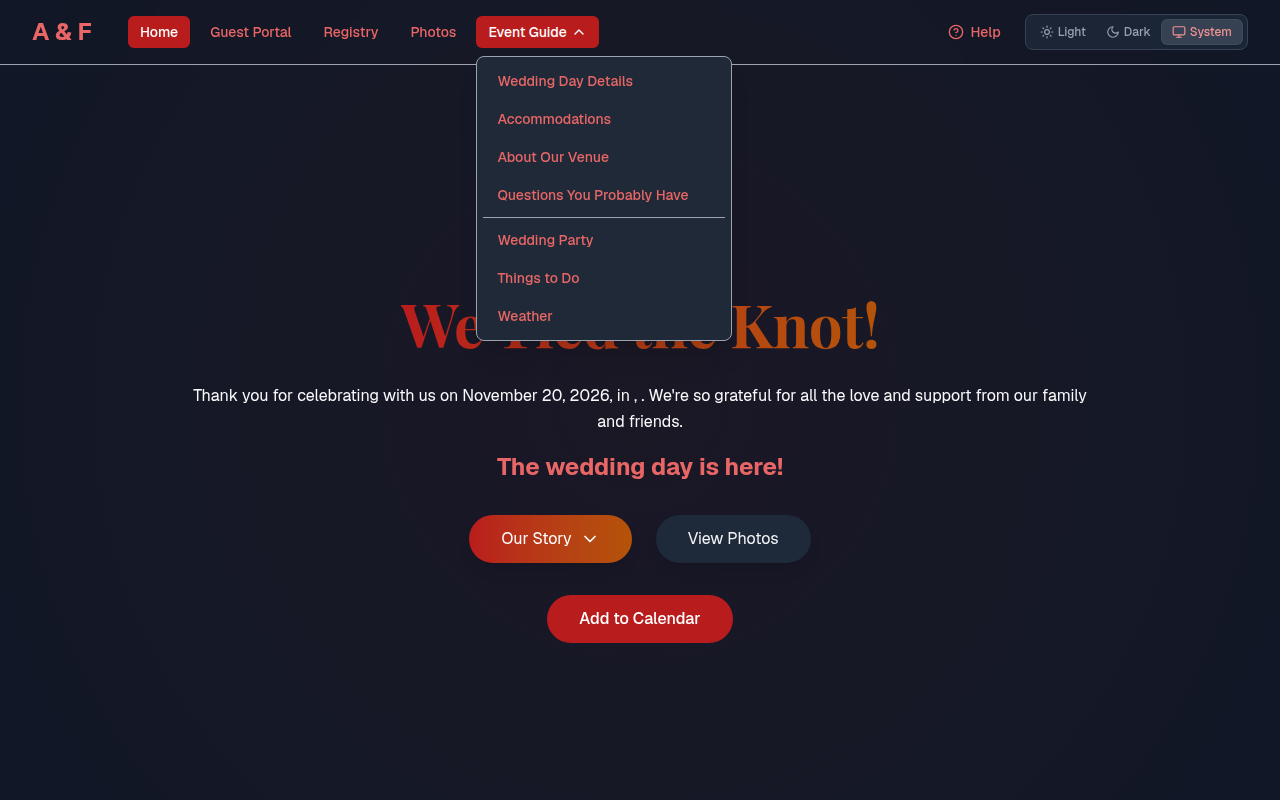 A & F
Home
Guest Portal
Registry
Photos
Event Guide
Help
Light
Dark
System
Wedding Day Details
Accommodations
About Our Venue
Questions You Probably Have
Wedding Party
Things to Do
Weather
We Tied the Knot!
Thank you for celebrating with us on November 20, 2026, in , . We're so grateful for all the love and support from our family
and friends.
The wedding day is here!
Our Story
View Photos
Add to Calendar